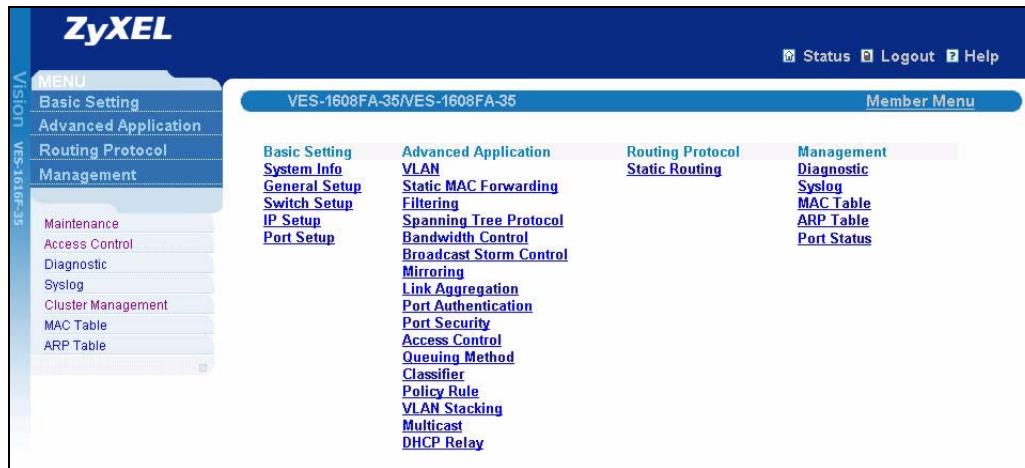 ZyXEL
Status Logout Help
Vision VES-1616F-35
MENU
Basic Setting
Advanced Application
Routing Protocol
Management
Maintenance
Access Control
Diagnostic
Syslog
Cluster Management
MAC Table
ARP Table
VES-1608FA-35/VES-1608FA-35 Member Menu
Basic Setting
System Info
General Setup
Switch Setup
IP Setup
Port Setup
Advanced Application
VLAN
Static MAC Forwarding
Filtering
Spanning Tree Protocol
Bandwidth Control
Broadcast Storm Control
Mirroring
Link Aggregation
Port Authentication
Port Security
Access Control
Queuing Method
Classifier
Policy Rule
VLAN Stacking
Multicast
DHCP Relay
Routing Protocol
Static Routing
Management
Diagnostic
Syslog
MAC Table
ARP Table
Port Status